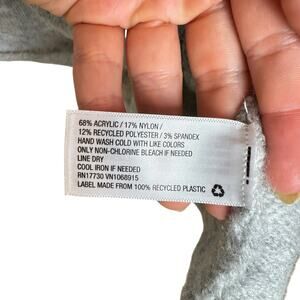 68% ACRYLIC / 17% NYLON /
12% RECYCLED POLYESTER / 3% SPANDEX
HAND WASH COLD WITH LIKE COLORS
ONLY NON-CHLORINE BLEACH IF NEEDED
LINE DRY
COOL IRON IF NEEDED
RN17730 VN1068915
LABEL MADE FROM 100% RECYCLED PLASTIC